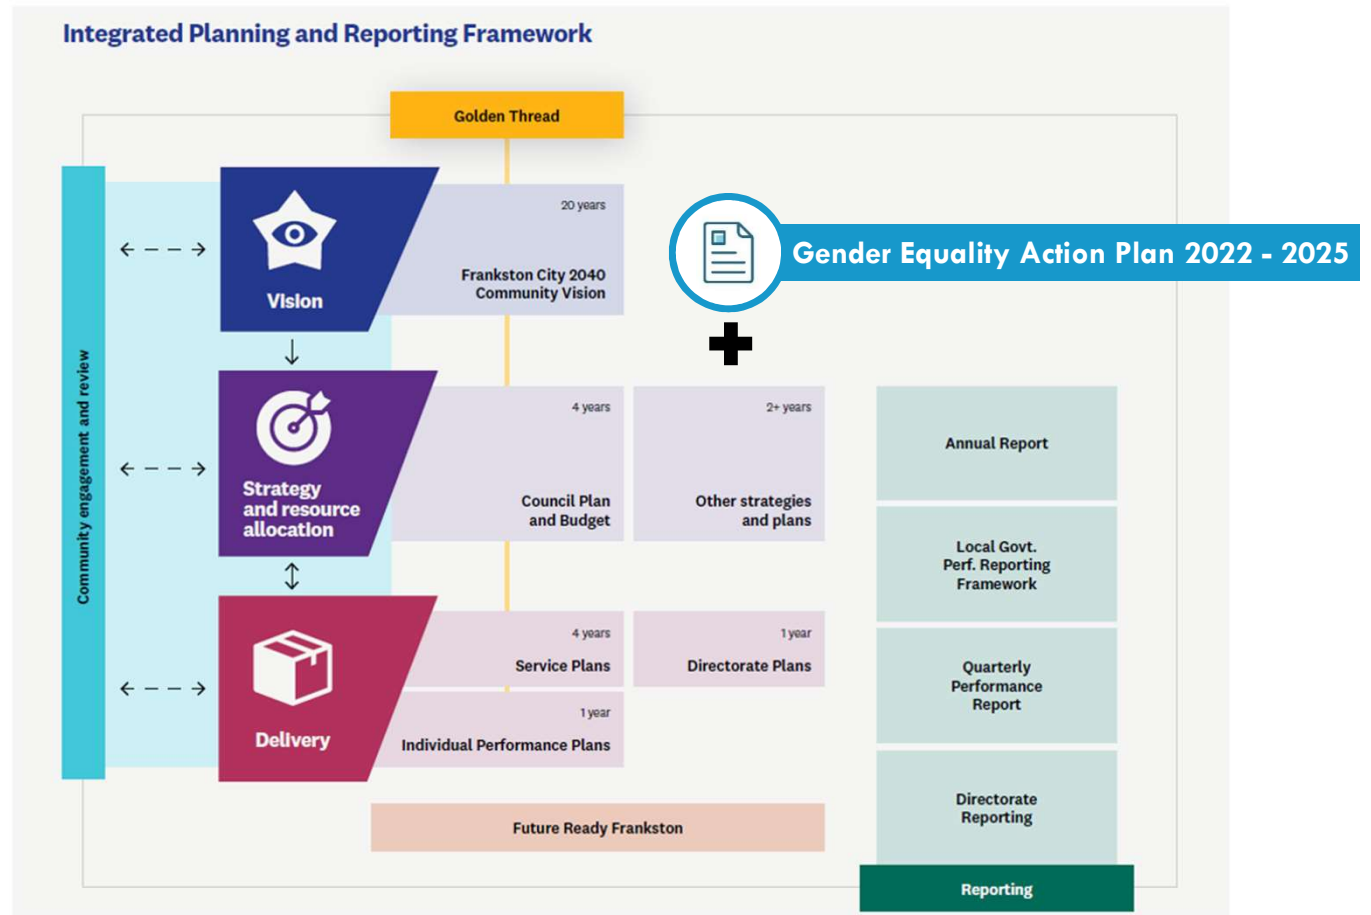 Integrated Planning and Reporting Framework
Golden Thread
Community engagement and review
Vision
20 years
Frankston City 2040
Community Vision
Gender Equality Action Plan 2022 - 2025
Strategy
and resource
allocation
4 years
Council Plan
and Budget
2+ years
Other strategies
and plans
Delivery
4 years
Service Plans
1 year
Directorate Plans
1 year
Individual Performance Plans
Future Ready Frankston
Annual Report
Local Govt.
Perf. Reporting
Framework
Quarterly
Performance
Report
Directorate
Reporting
Reporting